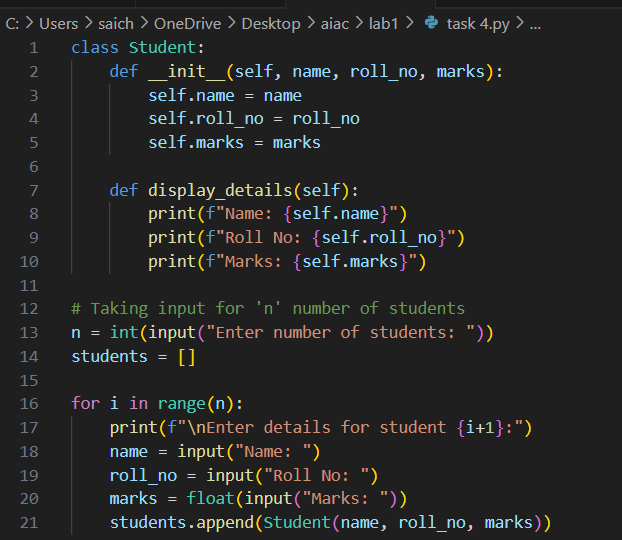 C: > Users > saich > OneDrive > Desktop > aiac > lab1 > task 4.py > ...
1 class Student:
2     def __init__(self, name, roll_no, marks):
3         self.name = name
4         self.roll_no = roll_no
5         self.marks = marks
6
7     def display_details(self):
8         print(f"Name: {self.name}")
9         print(f"Roll No: {self.roll_no}")
10         print(f"Marks: {self.marks}")
11
12 # Taking input for 'n' number of students
13 n = int(input("Enter number of students: "))
14 students = []
15
16 for i in range(n):
17     print(f"\nEnter details for student {i+1}:")
18     name = input("Name: ")
19     roll_no = input("Roll No: ")
20     marks = float(input("Marks: "))
21     students.append(Student(name, roll_no, marks))